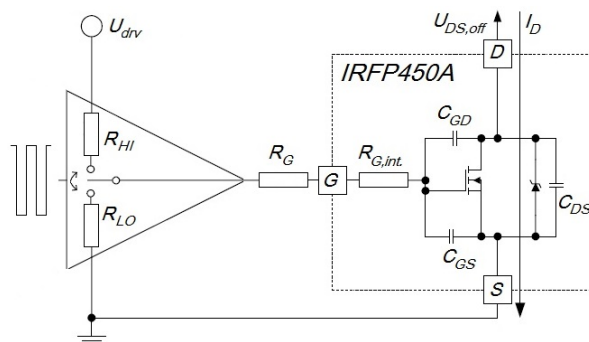 U_drv
U_DS,off
I_D
D
IRFP450A
C_GD
R_HI
R_G
G
R_G,int.
R_LO
C_DS
C_GS
S